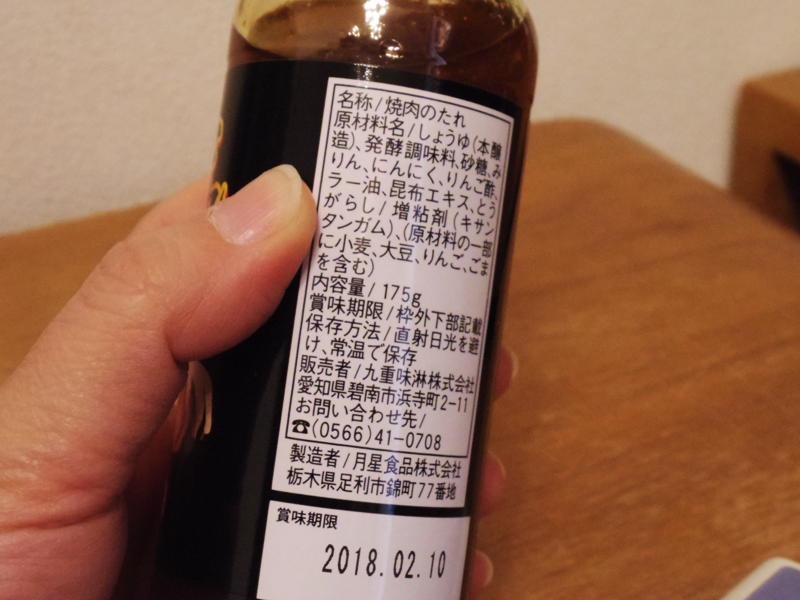 名称/焼肉のたれ
原材料名/しょうゆ(本醸
造)、発酵調味料、砂糖、み
りん、にんにく、りんご酢、
ラー油、昆布エキス、とう
がらし/増粘剤(キサン
タンガム)、(原材料の一部
に小麦、大豆、りんご、ごま
を含む)
内容量/175g
賞味期限/枠外下部記載
保存方法/直射日光を避
け、常温で保存
販売者/九重味淋株式会社
愛知県碧南市浜寺町2-11
お問い合わせ先/
☎(0566)41-0708
製造者/月星食品株式会社
栃木県足利市錦町77番地
賞味期限
2018.02.10